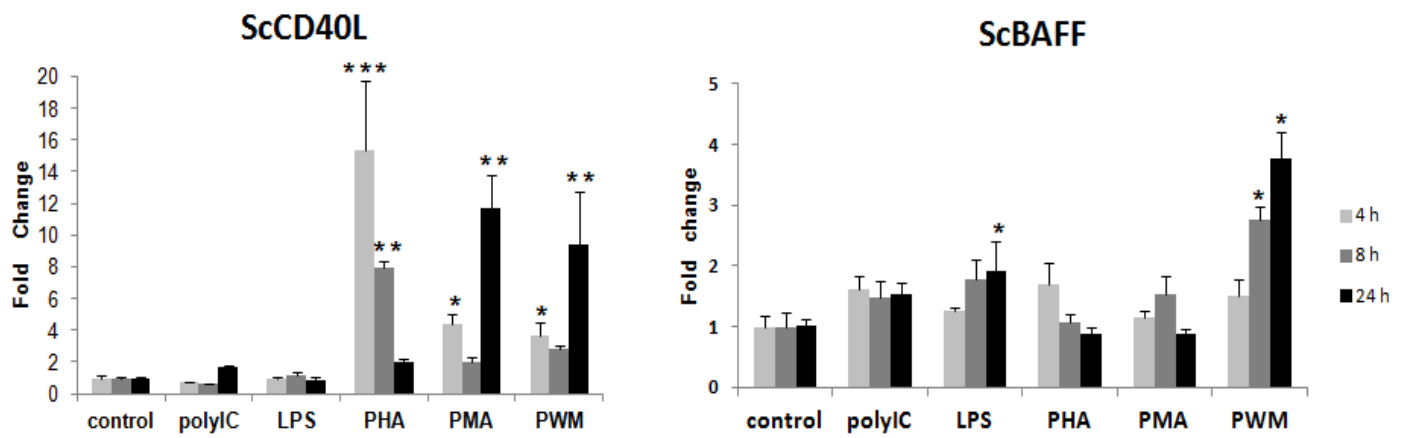 ScCD40L
Fold Change
20
18
16
14
12
10
8
6
4
2
0
***
**
*
**
*
**
control polyIC LPS PHA PMA PWM
ScBAFF
Fold change
5
4
3
2
1
0
*
*
*
control polyIC LPS PHA PMA PWM
4 h
8 h
24 h